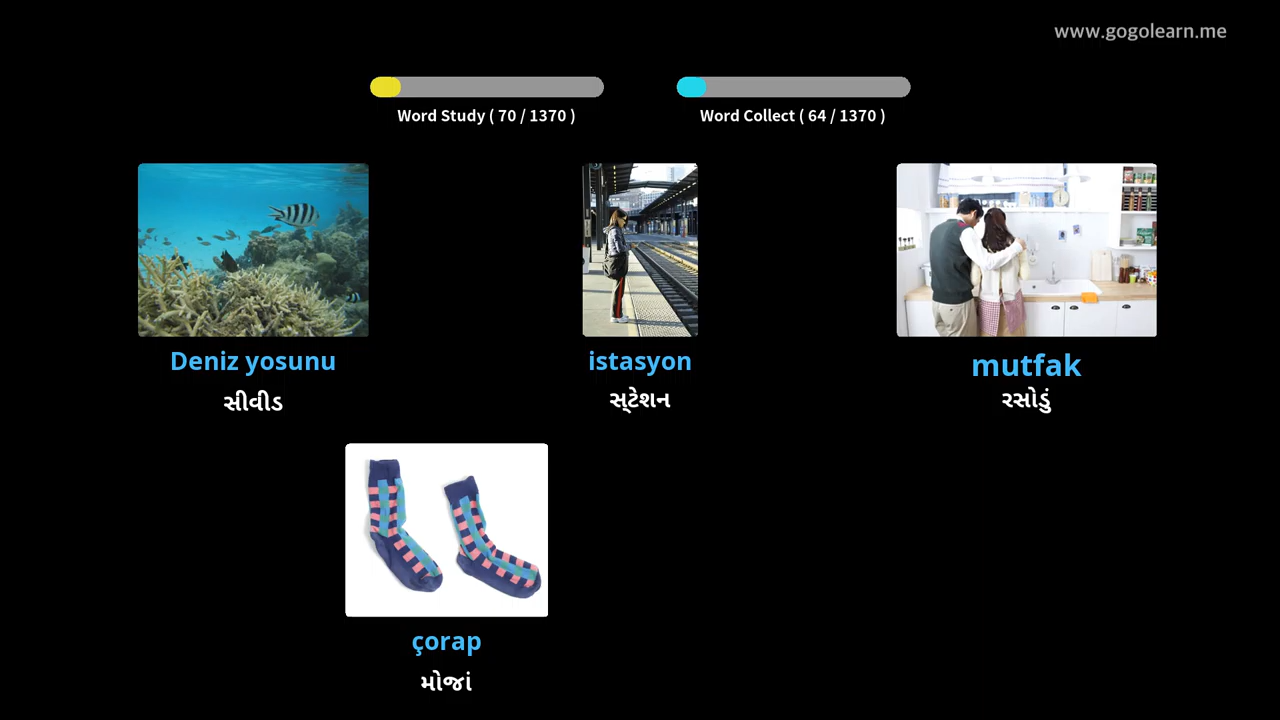 www.gogolearn.me
Word Study ( 70 / 1370 )
Word Collect ( 64 / 1370 )
Deniz yosunu
સીવીડ
istasyon
સ્ટેશન
mutfak
રસોડું
çorap
મોજાં